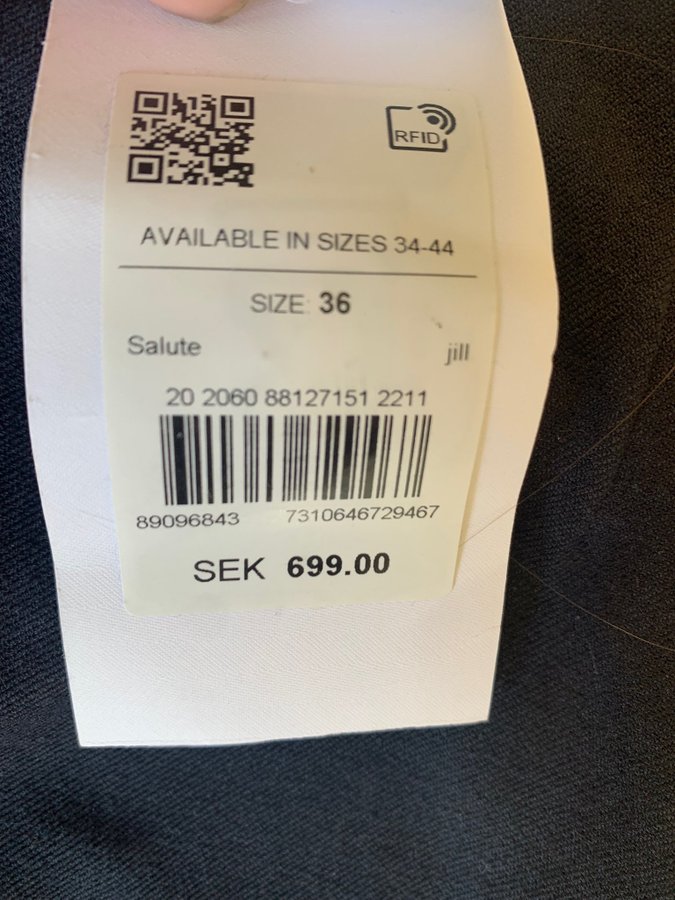 RFID
AVAILABLE IN SIZES 34-44
SIZE: 36
Salute jill
20 2060 88127151 2211
89096843 7310646729467
SEK 699.00